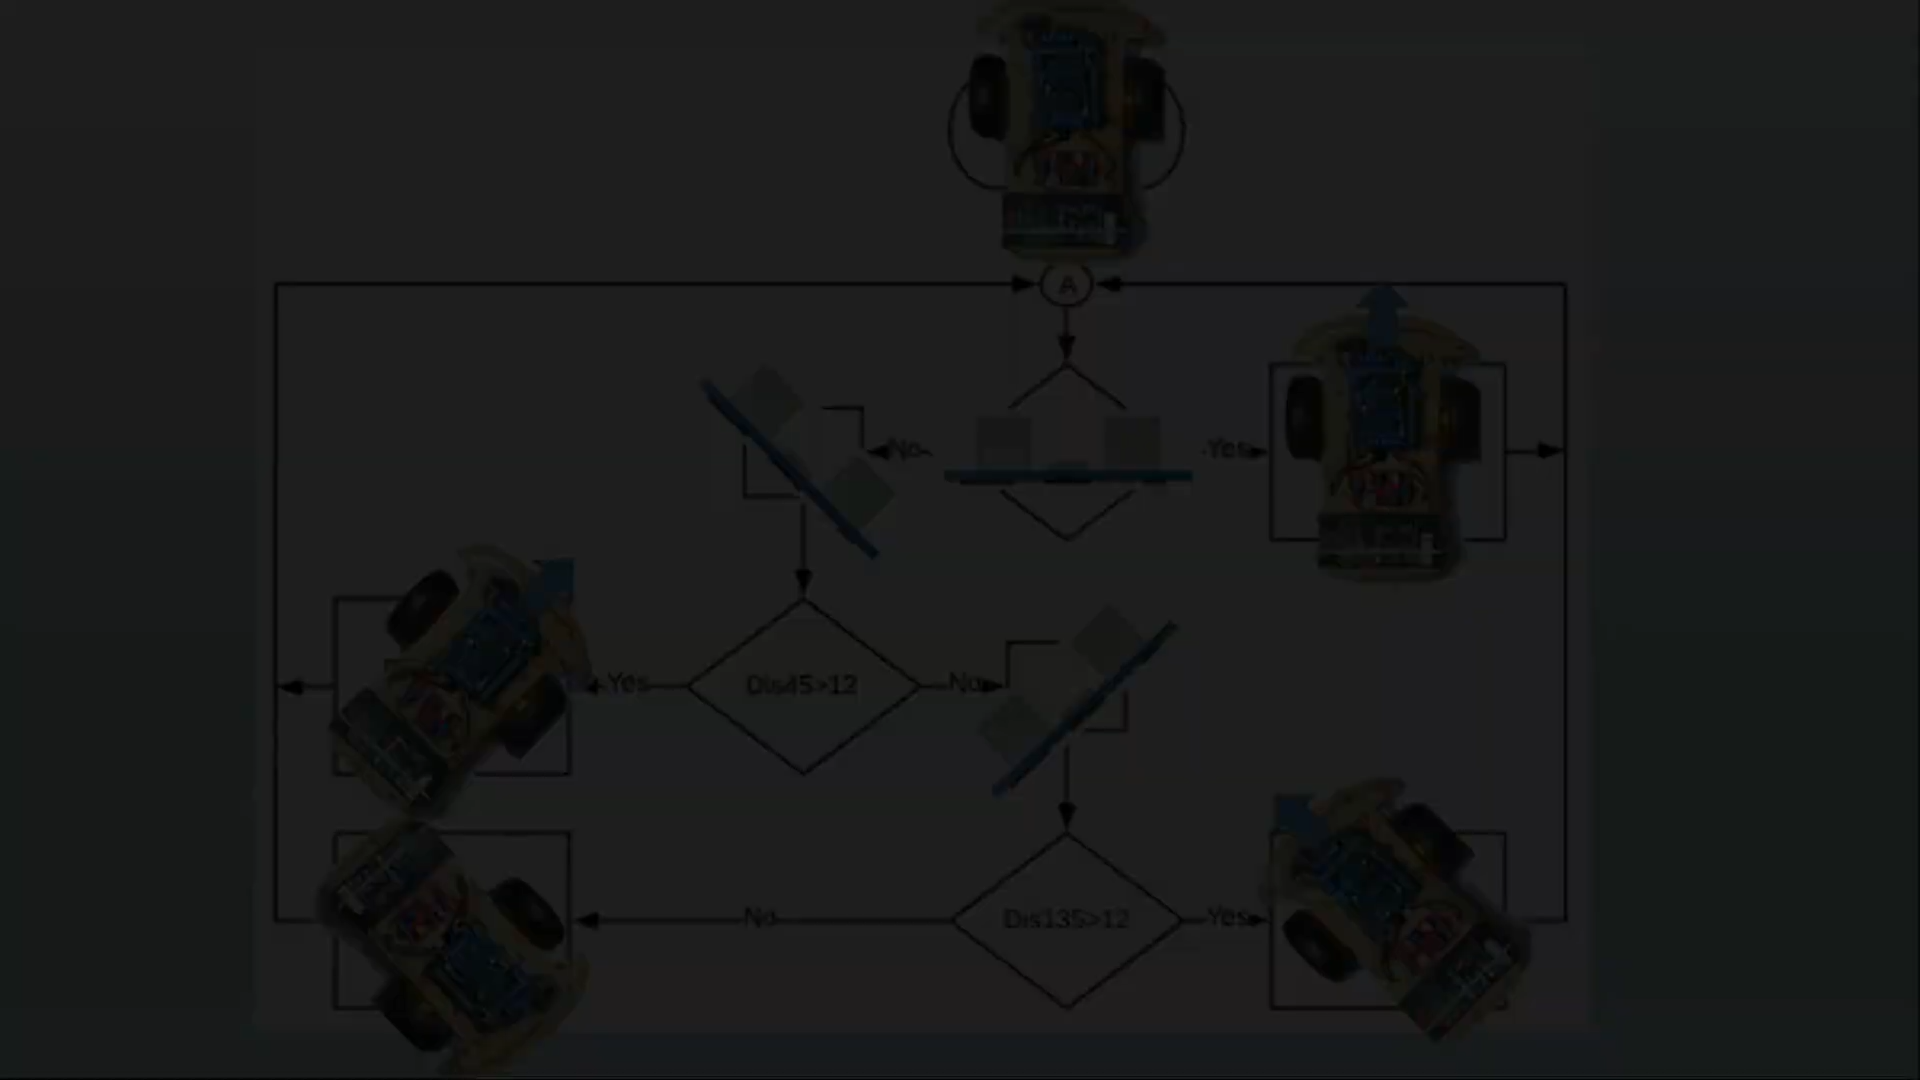 A
No
Yes
Yes
Dis45>12
No
No
Dis135>12
Yes